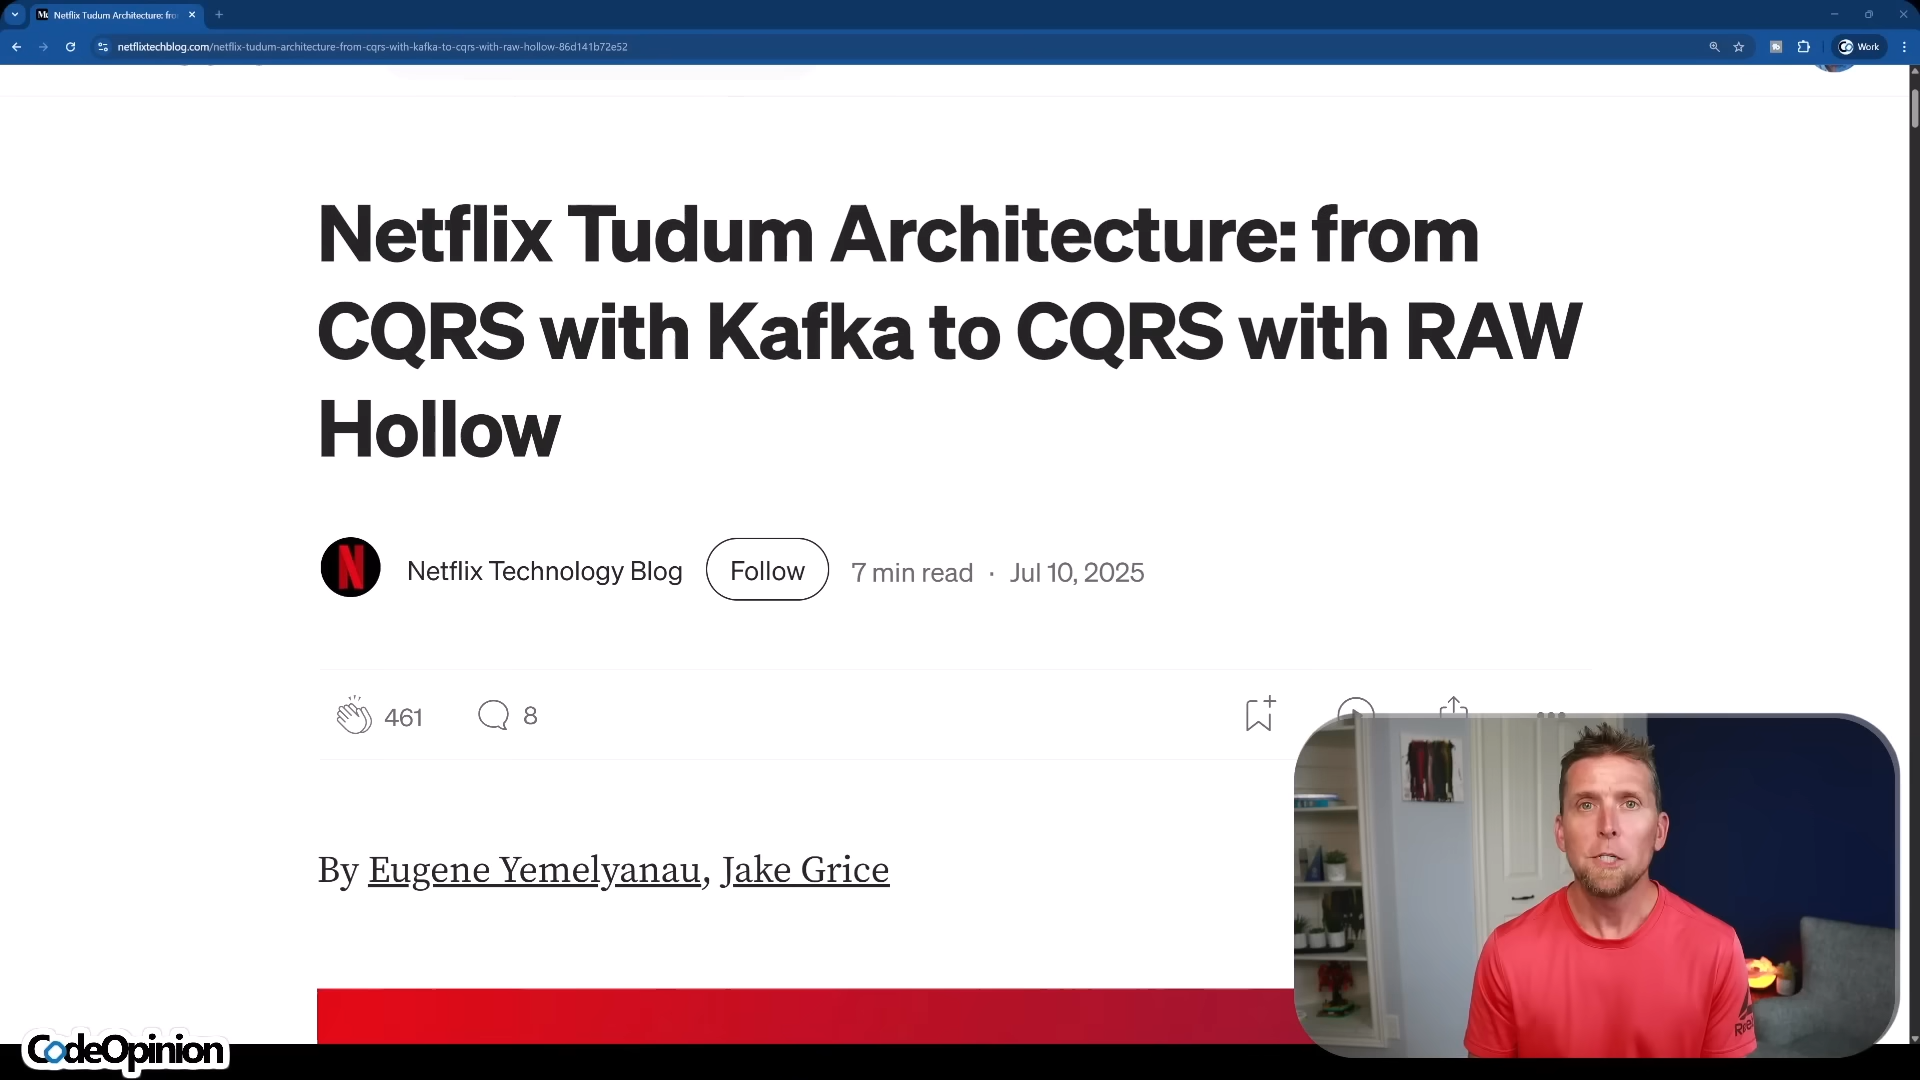 Netflix Tudum Architecture: fro
netflixtechblog.com/netflix-tudum-architecture-from-cqrs-with-kafka-to-cqrs-with-raw-hollow-86d141b72e52
Work
Netflix Tudum Architecture: from
CQRS with Kafka to CQRS with RAW
Hollow
Netflix Technology Blog
Follow
7 min read · Jul 10, 2025
461
8
By Eugene Yemelyanau, Jake Grice
CodeOpinion